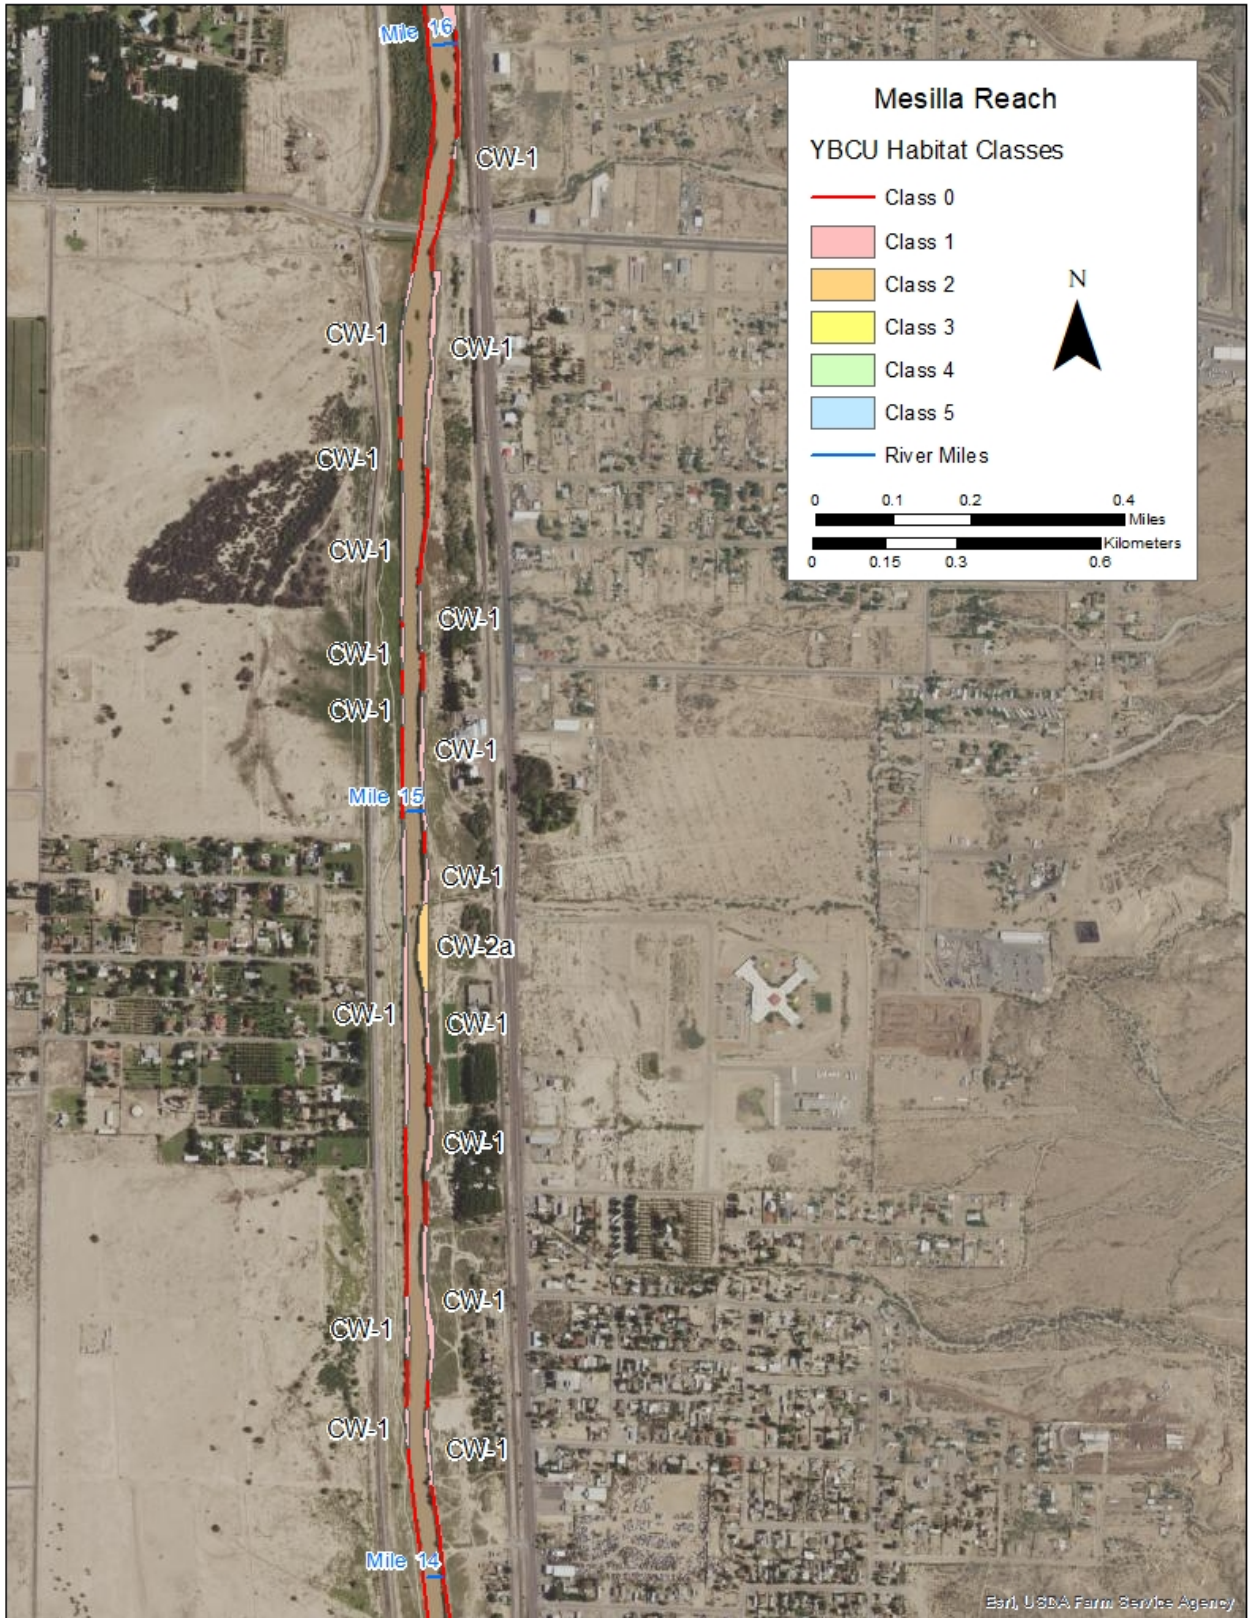 Mile 16
Mesilla Reach
YBCU Habitat Classes
Class 0
Class 1
Class 2
Class 3
Class 4
Class 5
River Miles
N
0 0.1 0.2 0.4
Miles
Kilometers
0 0.15 0.3 0.6
CW-1
CW-1
CW-1
CW-1
CW-1
CW-1
CW-1
CW-1
CW-1
Mile 15
CW-1
CW-2a
CW-1
CW-1
CW-1
CW-1
CW-1
CW-1
CW-1
Mile 14
Esri, USDA Farm Service Agency